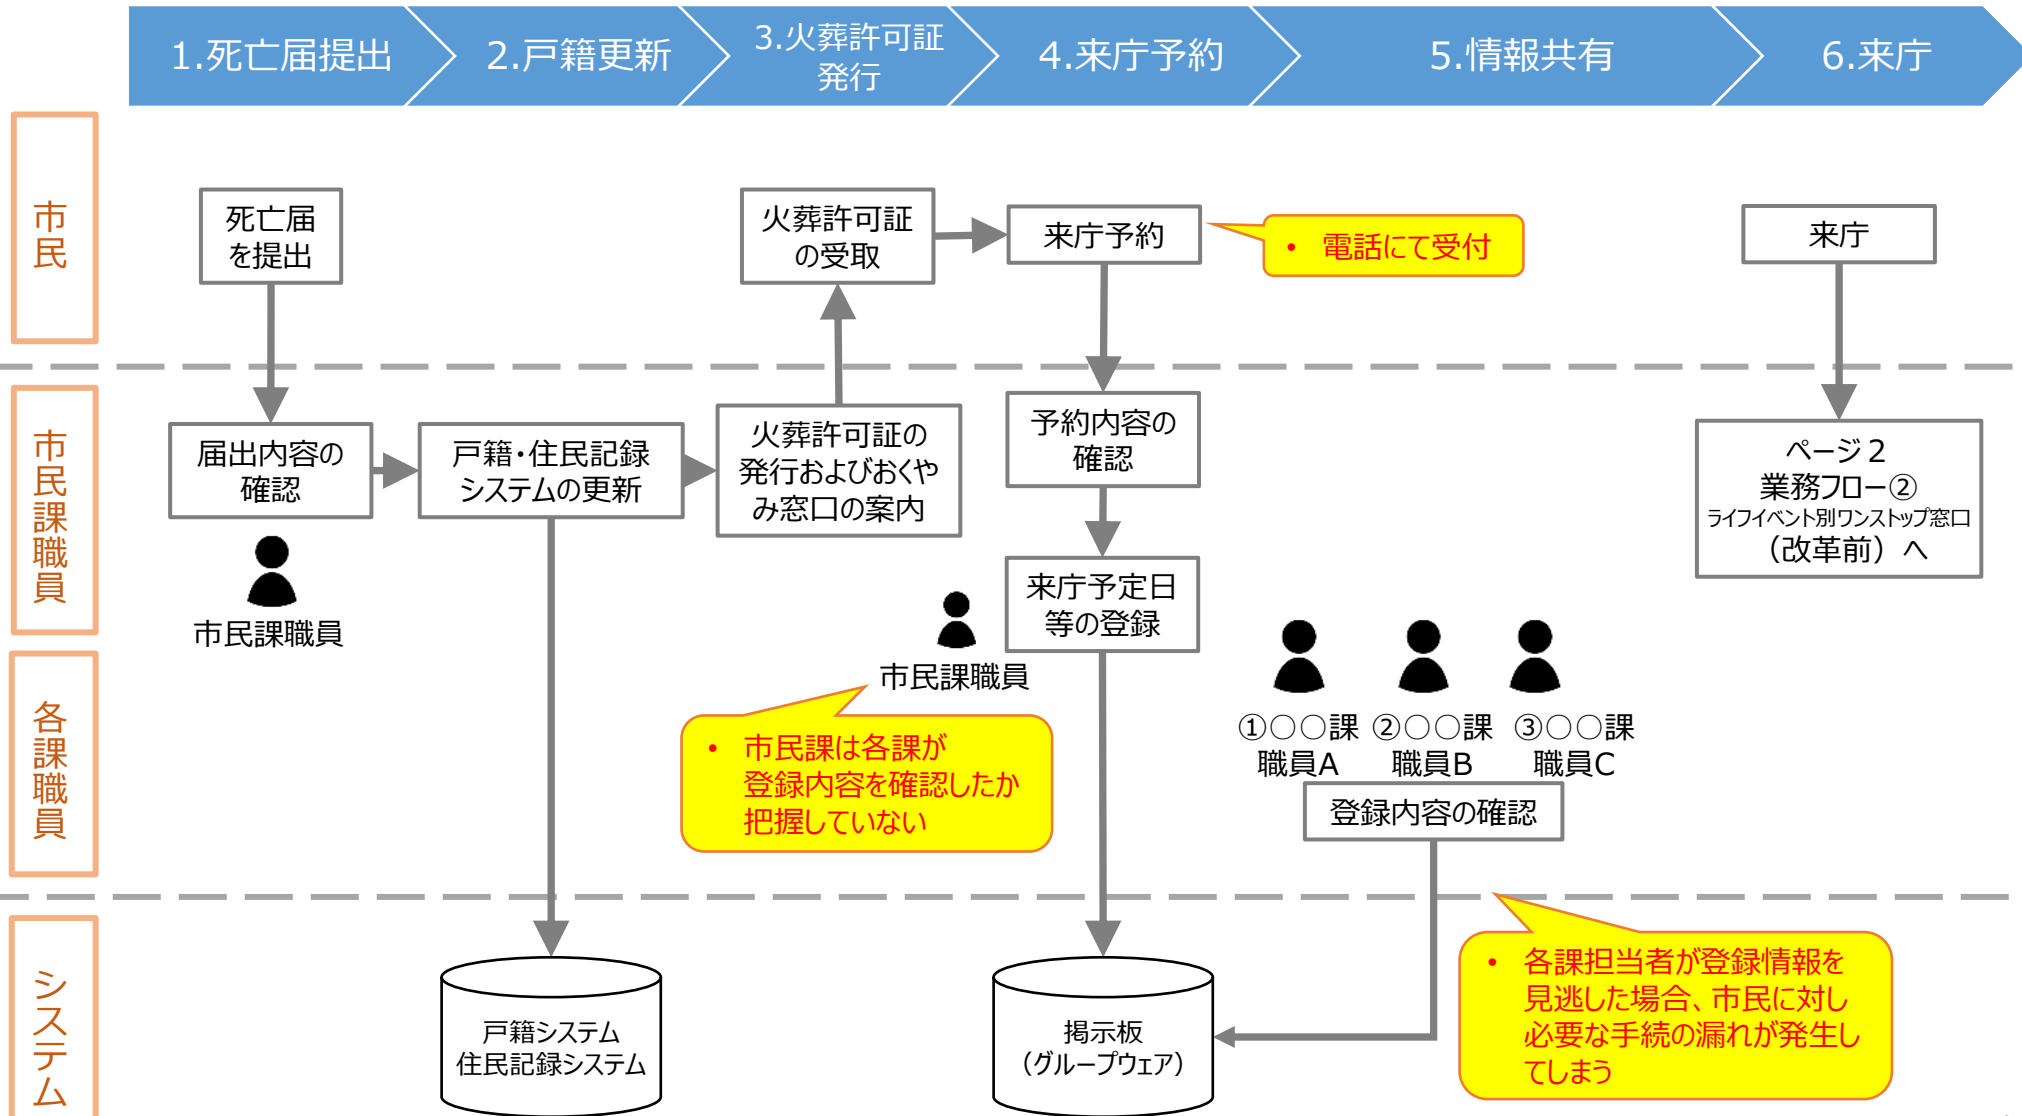 1.死亡届提出
2.戸籍更新
3.火葬許可証
発行
4.来庁予約
5.情報共有
6.来庁
市民
死亡届
を提出
火葬許可証
の受取
来庁予約
• 電話にて受付
来庁
市民課職員
届出内容の
確認
戸籍・住民記録
システムの更新
火葬許可証の
発行およびおくや
み窓口の案内
予約内容の
確認
ページ2
業務フロー②
ライフイベント別ワンストップ窓口
（改革前）へ
市民課職員
来庁予定日
等の登録
市民課職員
各課職員
• 市民課は各課が
登録内容を確認したか
把握していない
①○○課
職員A
②○○課
職員B
③○○課
職員C
登録内容の確認
システム
戸籍システム
住民記録システム
掲示板
（グループウェア）
• 各課担当者が登録情報を
見逃した場合、市民に対し
必要な手続の漏れが発生し
てしまう